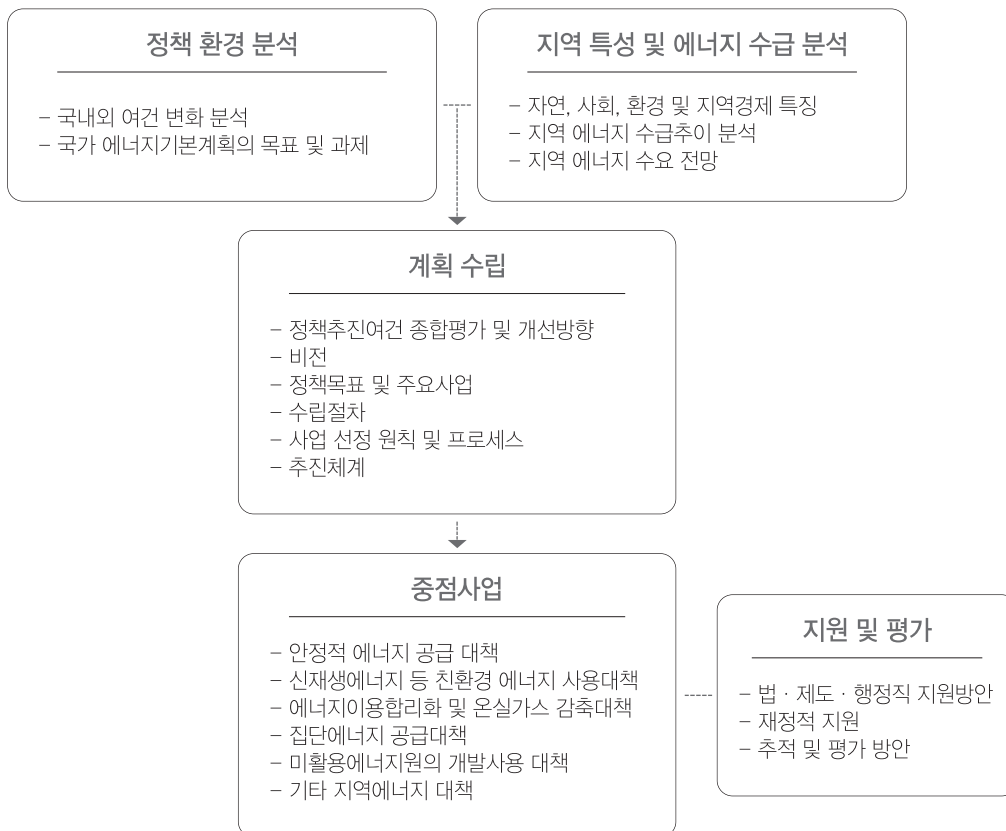 정책 환경 분석
– 국내외 여건 변화 분석
– 국가 에너지기본계획의 목표 및 과제
지역 특성 및 에너지 수급 분석
– 자연, 사회, 환경 및 지역경제 특징
– 지역 에너지 수급추이 분석
– 지역 에너지 수요 전망
계획 수립
– 정책추진여건 종합평가 및 개선방향
– 비전
– 정책목표 및 주요사업
– 수립절차
– 사업 선정 원칙 및 프로세스
– 추진체계
중점사업
– 안정적 에너지 공급 대책
– 신재생에너지 등 친환경 에너지 사용대책
– 에너지이용합리화 및 온실가스 감축대책
– 집단에너지 공급대책
– 미활용에너지원의 개발사용 대책
– 기타 지역에너지 대책
지원 및 평가
– 법 · 제도 · 행정직 지원방안
– 재정적 지원
– 추적 및 평가 방안